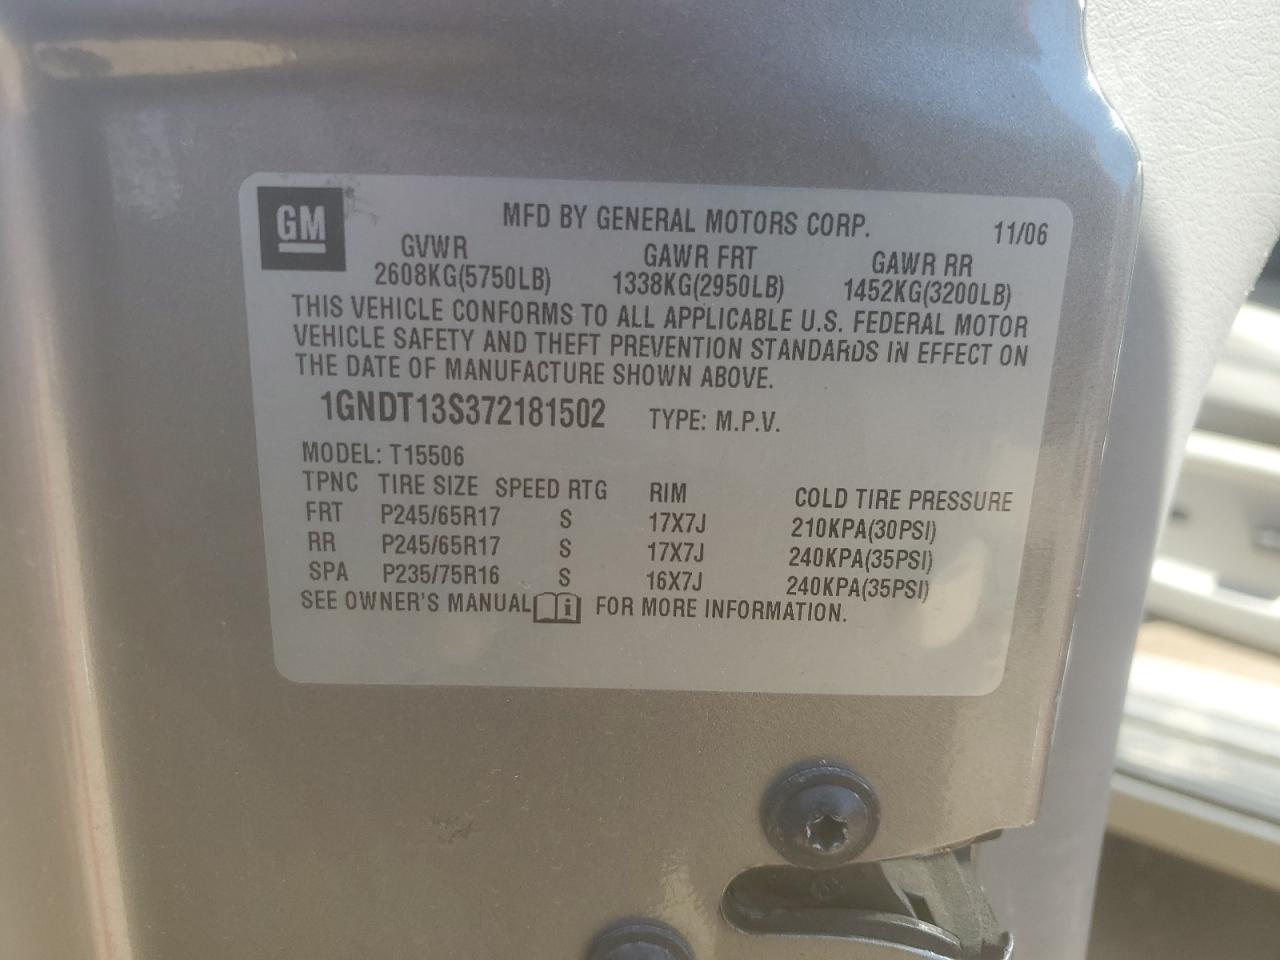 GM
MFD BY GENERAL MOTORS CORP. 11/06
GVWR GAWR FRT GAWR RR
2608KG(5750LB) 1338KG(2950LB) 1452KG(3200LB)
THIS VEHICLE CONFORMS TO ALL APPLICABLE U.S. FEDERAL MOTOR
VEHICLE SAFETY AND THEFT PREVENTION STANDARDS IN EFFECT ON
THE DATE OF MANUFACTURE SHOWN ABOVE.
1GNDT13S372181502 TYPE: M.P.V.
MODEL: T15506
TPNC TIRE SIZE SPEED RTG RIM COLD TIRE PRESSURE
FRT P245/65R17 S 17X7J 210KPA(30PSI)
RR P245/65R17 S 17X7J 240KPA(35PSI)
SPA P235/75R16 S 16X7J 240KPA(35PSI)
SEE OWNER'S MANUAL i FOR MORE INFORMATION.